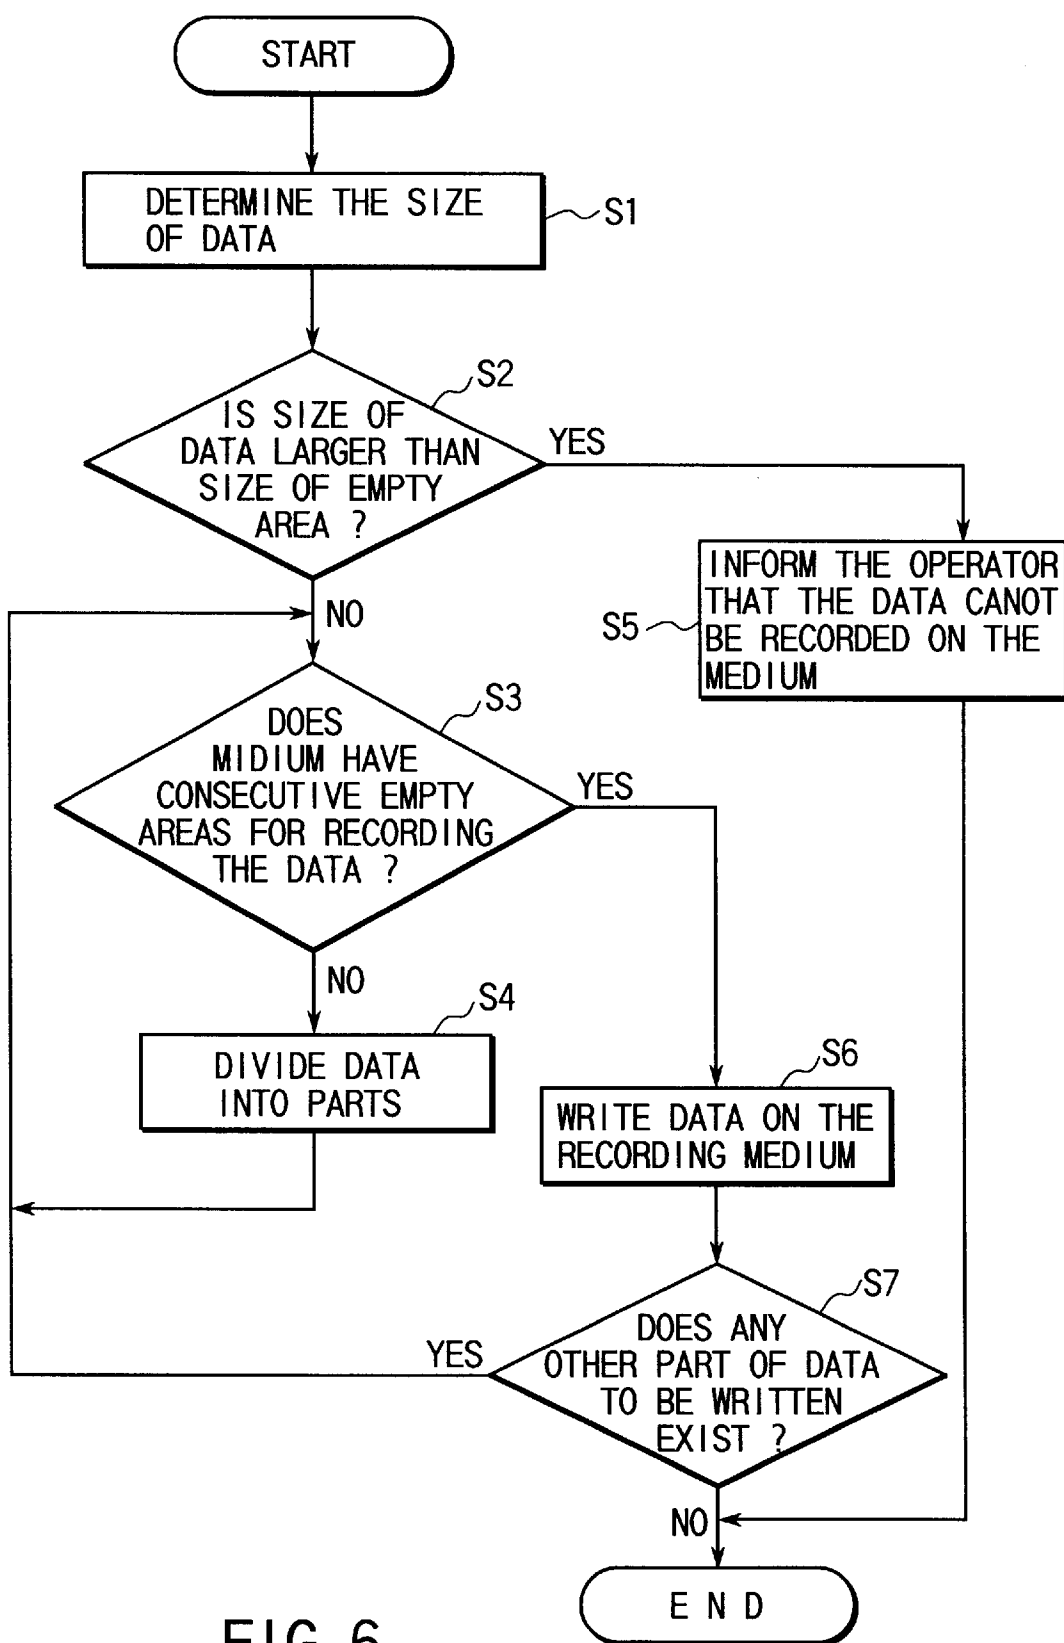 START
DETERMINE THE SIZE
OF DATA
S1
S2
IS SIZE OF
DATA LARGER THAN
SIZE OF EMPTY
AREA ?
YES
NO
INFORM THE OPERATOR
THAT THE DATA CANOT
BE RECORDED ON THE
MEDIUM
S5
S3
DOES
MIDIUM HAVE
CONSECUTIVE EMPTY
AREAS FOR RECORDING
THE DATA ?
YES
NO
S4
DIVIDE DATA
INTO PARTS
S6
WRITE DATA ON THE
RECORDING MEDIUM
S7
DOES ANY
OTHER PART OF DATA
TO BE WRITTEN
EXIST ?
YES
NO
END
FIG. 6